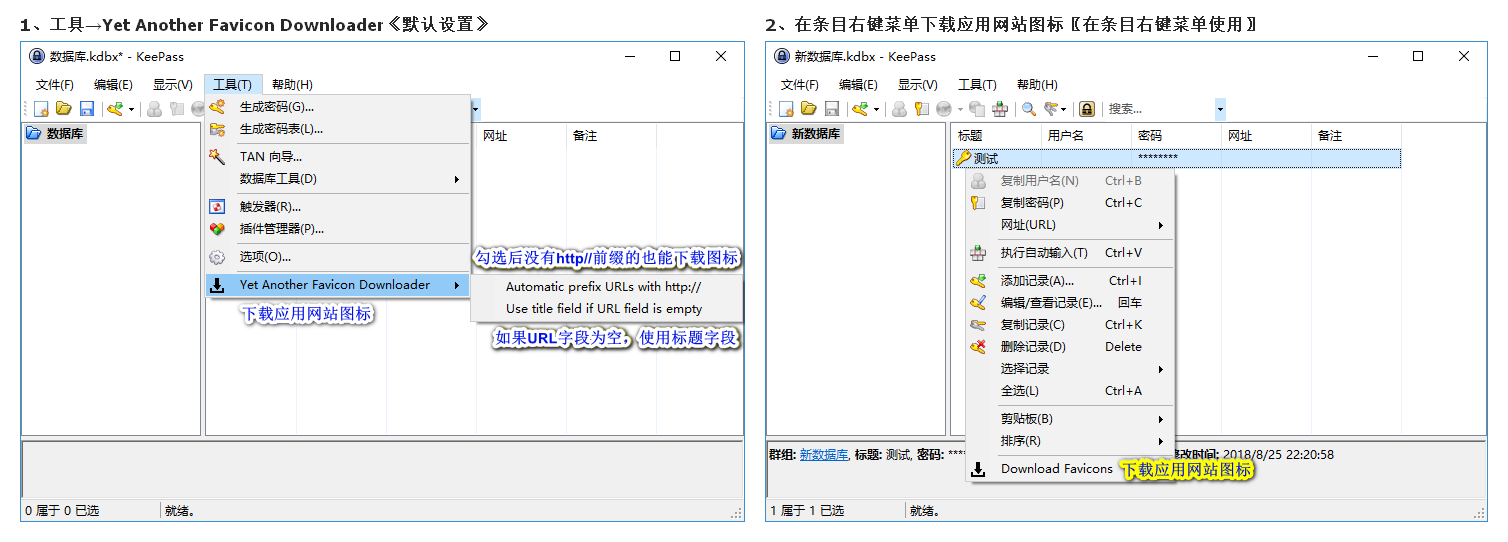 1、工具→Yet Another Favicon Downloader《默认设置》
数据库.kdbx* - KeePass
文件(F) 编辑(E) 显示(V) 工具(T) 帮助(H)
数据库
网址 备注
生成密码(G)...
生成密码表(L)...
TAN 向导...
数据库工具(D)
触发器(R)...
插件管理器(P)...
选项(O)...
Yet Another Favicon Downloader
下载应用网站图标
勾选后没有http//前缀的也能下载图标
Automatic prefix URLs with http://
Use title field if URL field is empty
如果URL字段为空，使用标题字段
0 属于 0 已选 就绪。
2、在条目右键菜单下载应用网站图标〖在条目右键菜单使用〗
新数据库.kdbx - KeePass
文件(F) 编辑(E) 显示(V) 工具(T) 帮助(H)
搜索...
新数据库
标题 用户名 密码 网址 备注
测试 ********
复制用户名(N) Ctrl+B
复制密码(P) Ctrl+C
网址(URL)
执行自动输入(T) Ctrl+V
添加记录(A)... Ctrl+I
编辑/查看记录(E)... 回车
复制记录(C) Ctrl+K
删除记录(D) Delete
选择记录
全选(L) Ctrl+A
剪贴板(B)
排序(R)
Download Favicons 下载应用网站图标
群组: 新数据库, 标题: 测试, 密码: *** 修改时间: 2018/8/25 22:20:58
1 属于 1 已选 就绪。